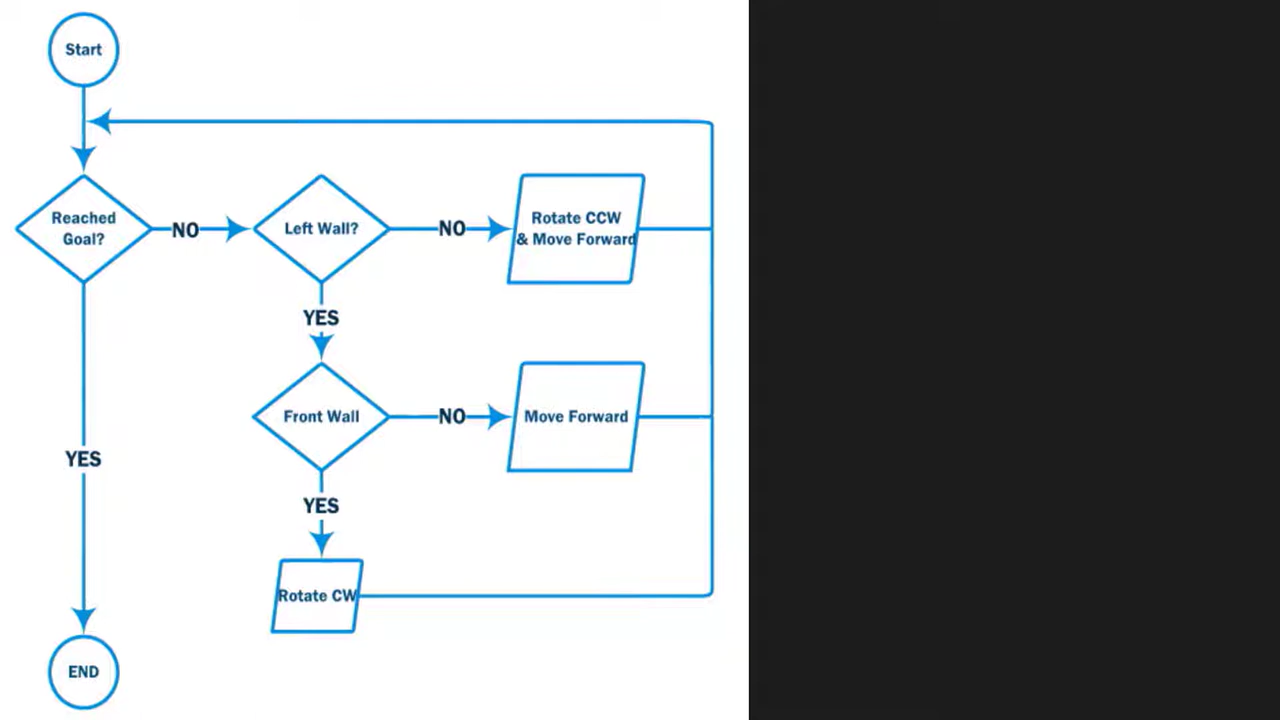 Start
Reached
Goal?
NO
Left Wall?
NO
Rotate CCW
& Move Forward
YES
Front Wall
NO
Move Forward
YES
YES
Rotate CW
END